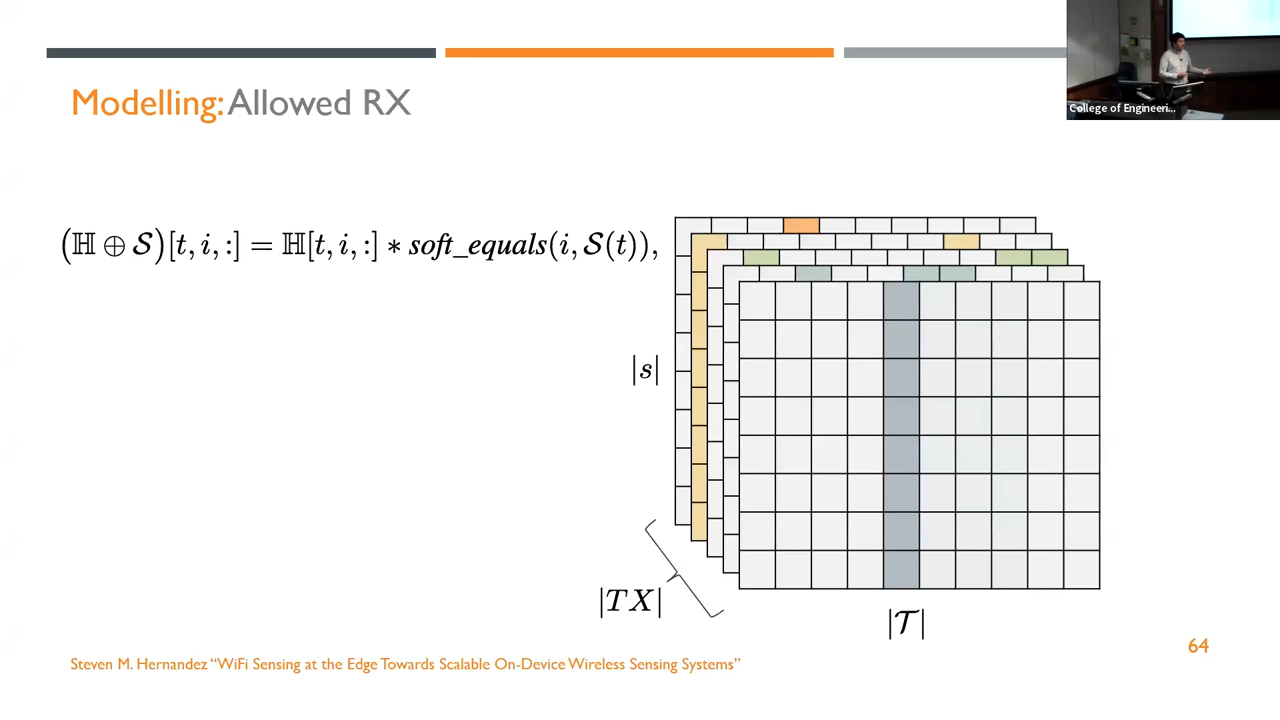 College of Engineeri...
Modelling: Allowed RX
(ℍ ⊕ 𝒮)[t, i, :] = ℍ[t, i, :] * soft_equals(i, 𝒮(t)),
|s|
|TX|
|𝒯|
64
Steven M. Hernandez “WiFi Sensing at the Edge Towards Scalable On-Device Wireless Sensing Systems”